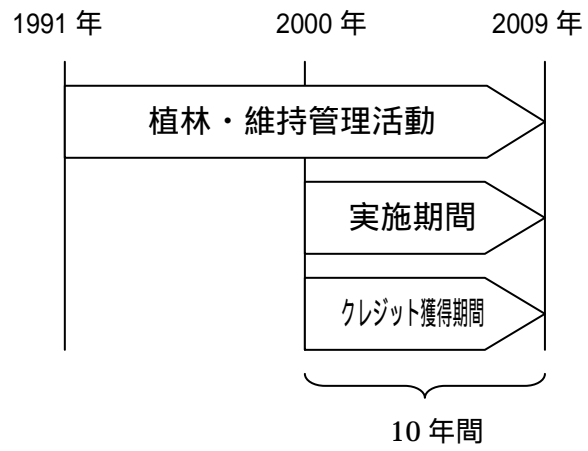 1991 年 2000 年 2009 年
植林・維持管理活動
実施期間
クレジット獲得期間
10 年間